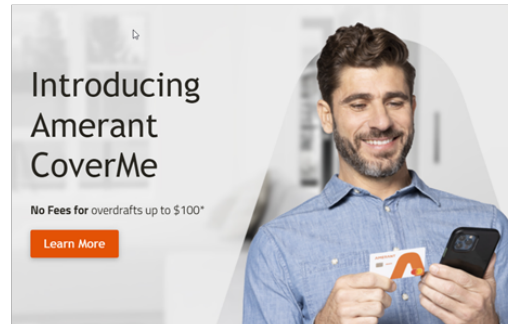 Introducing
Amerant
CoverMe
No Fees for overdrafts up to $100*
Learn More